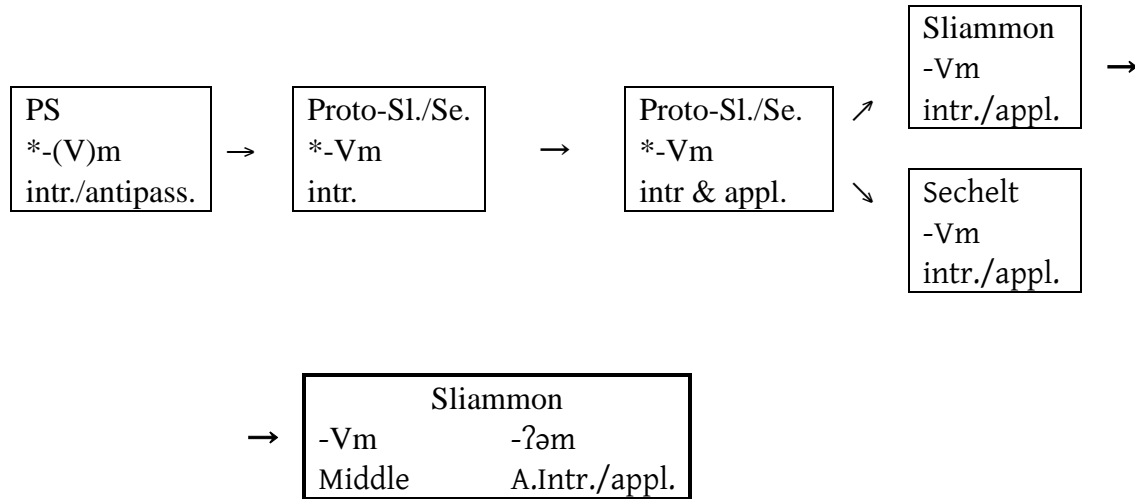 PS
*-(V)m
intr./antipass.
→
Proto-Sl./Se.
*-Vm
intr.
→
Proto-Sl./Se.
*-Vm
intr & appl.
↗
↘
Sliammon
-Vm
intr./appl.
→
Sechelt
-Vm
intr./appl.
→
Sliammon
-Vm -ʔəm
Middle A.Intr./appl.